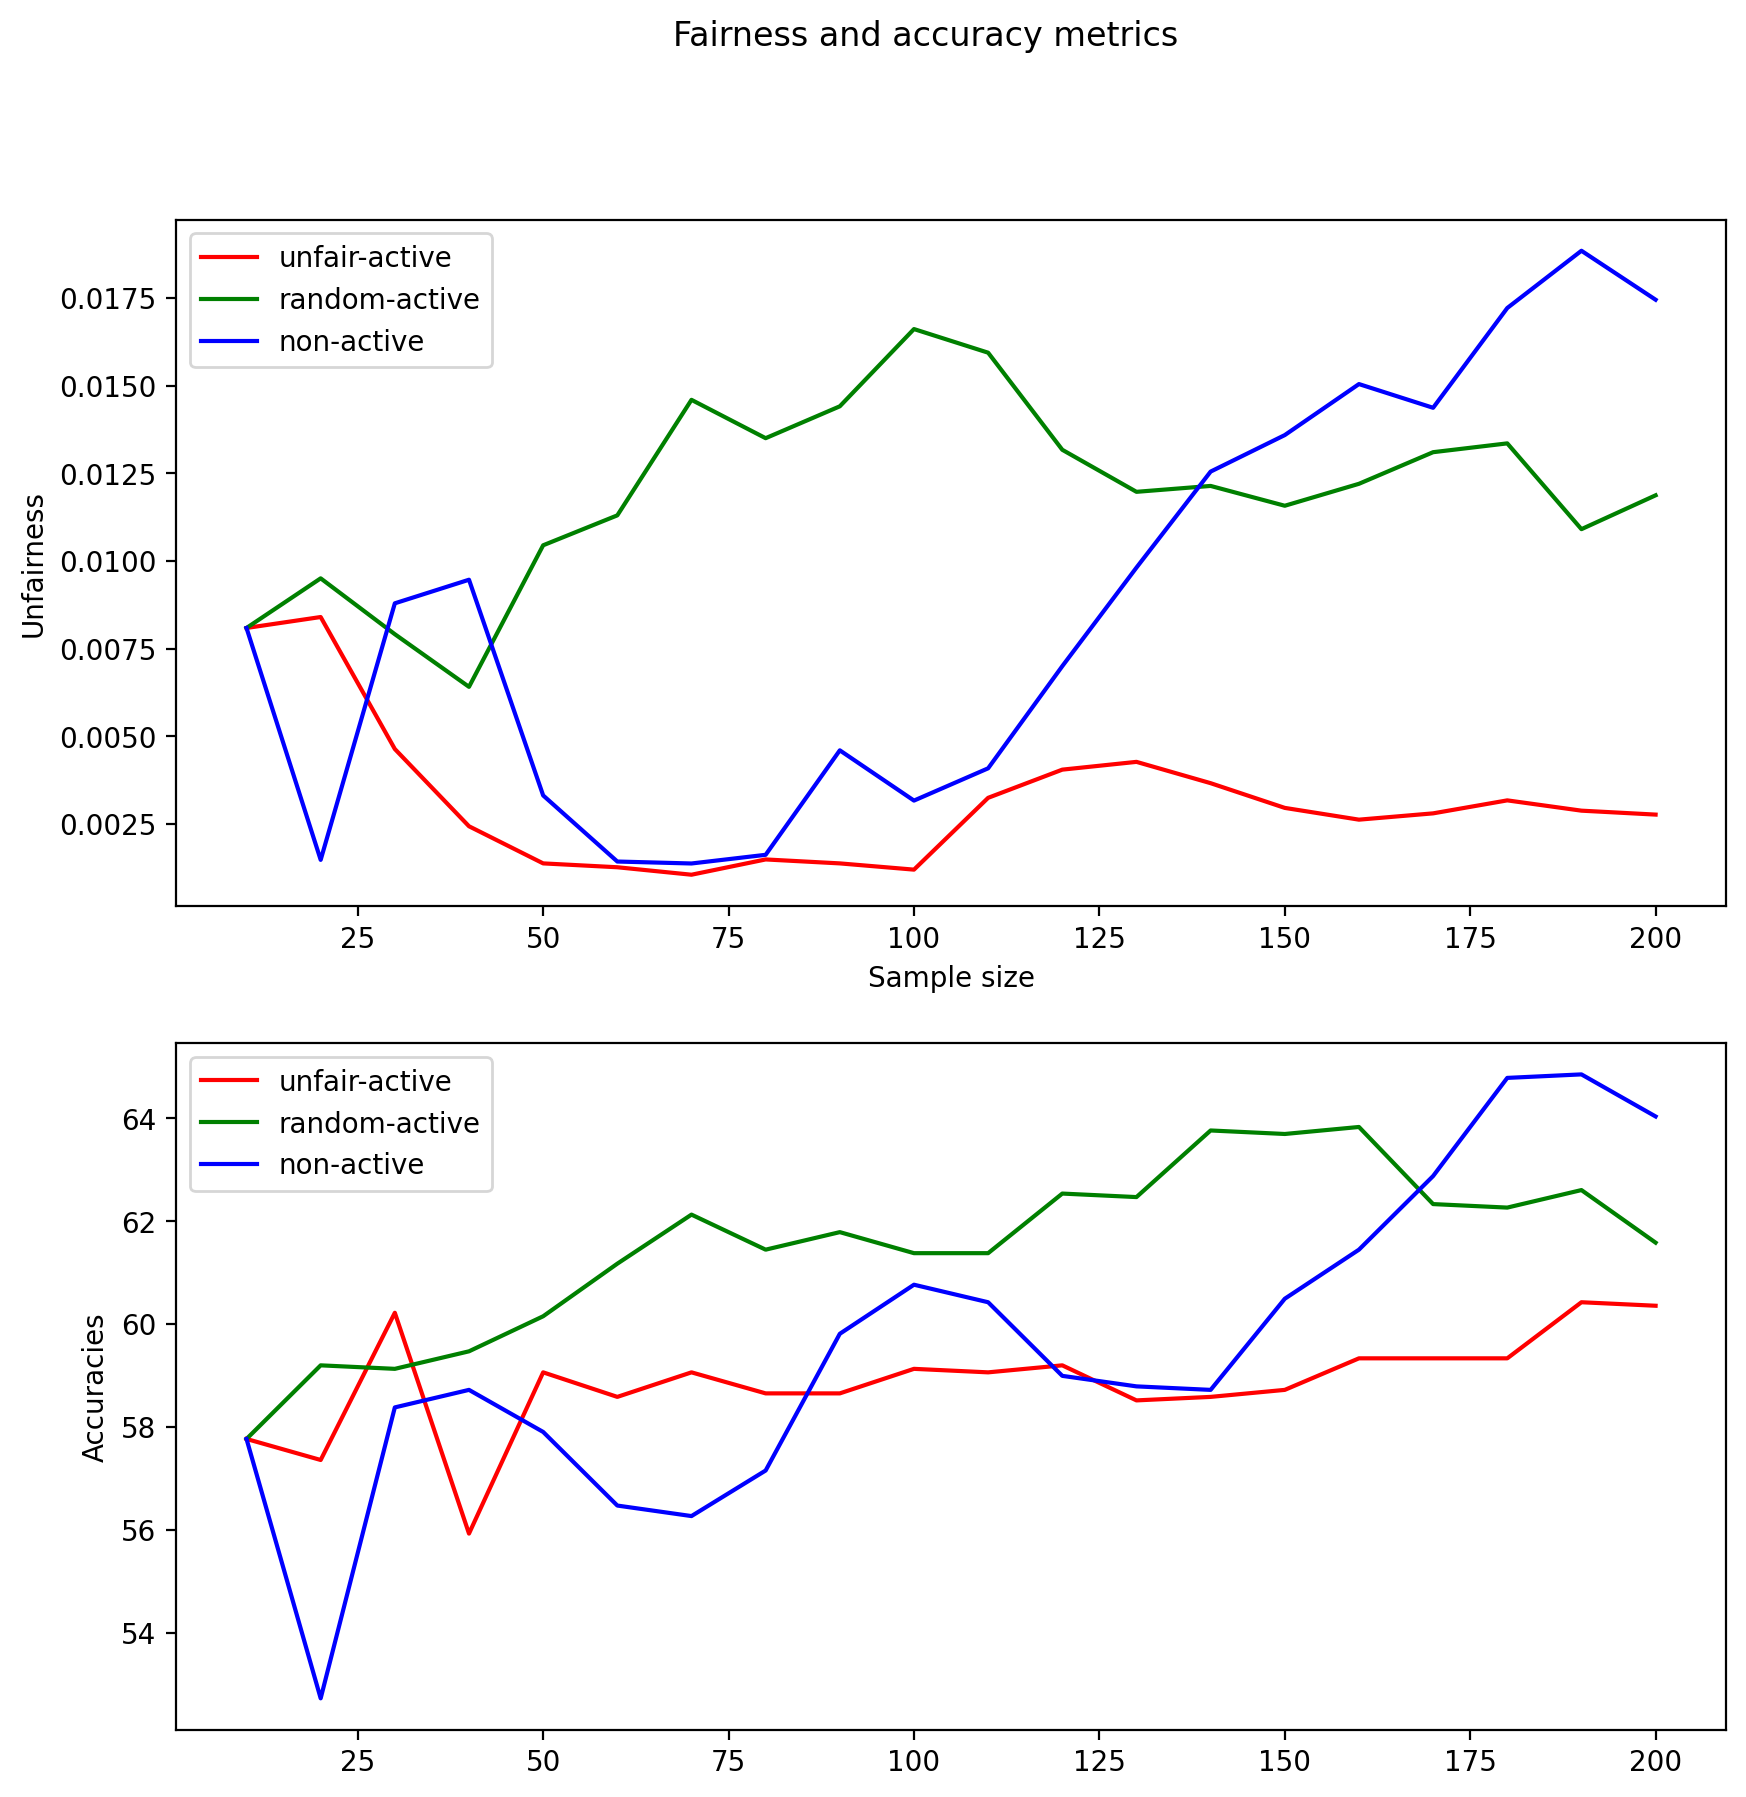 Fairness and accuracy metrics
unfair-active
random-active
non-active
0.0175
0.0150
0.0125
0.0100
0.0075
0.0050
0.0025
Unfairness
25 50 75 100 125 150 175 200
Sample size
unfair-active
random-active
non-active
64
62
60
58
56
54
Accuracies
25 50 75 100 125 150 175 200